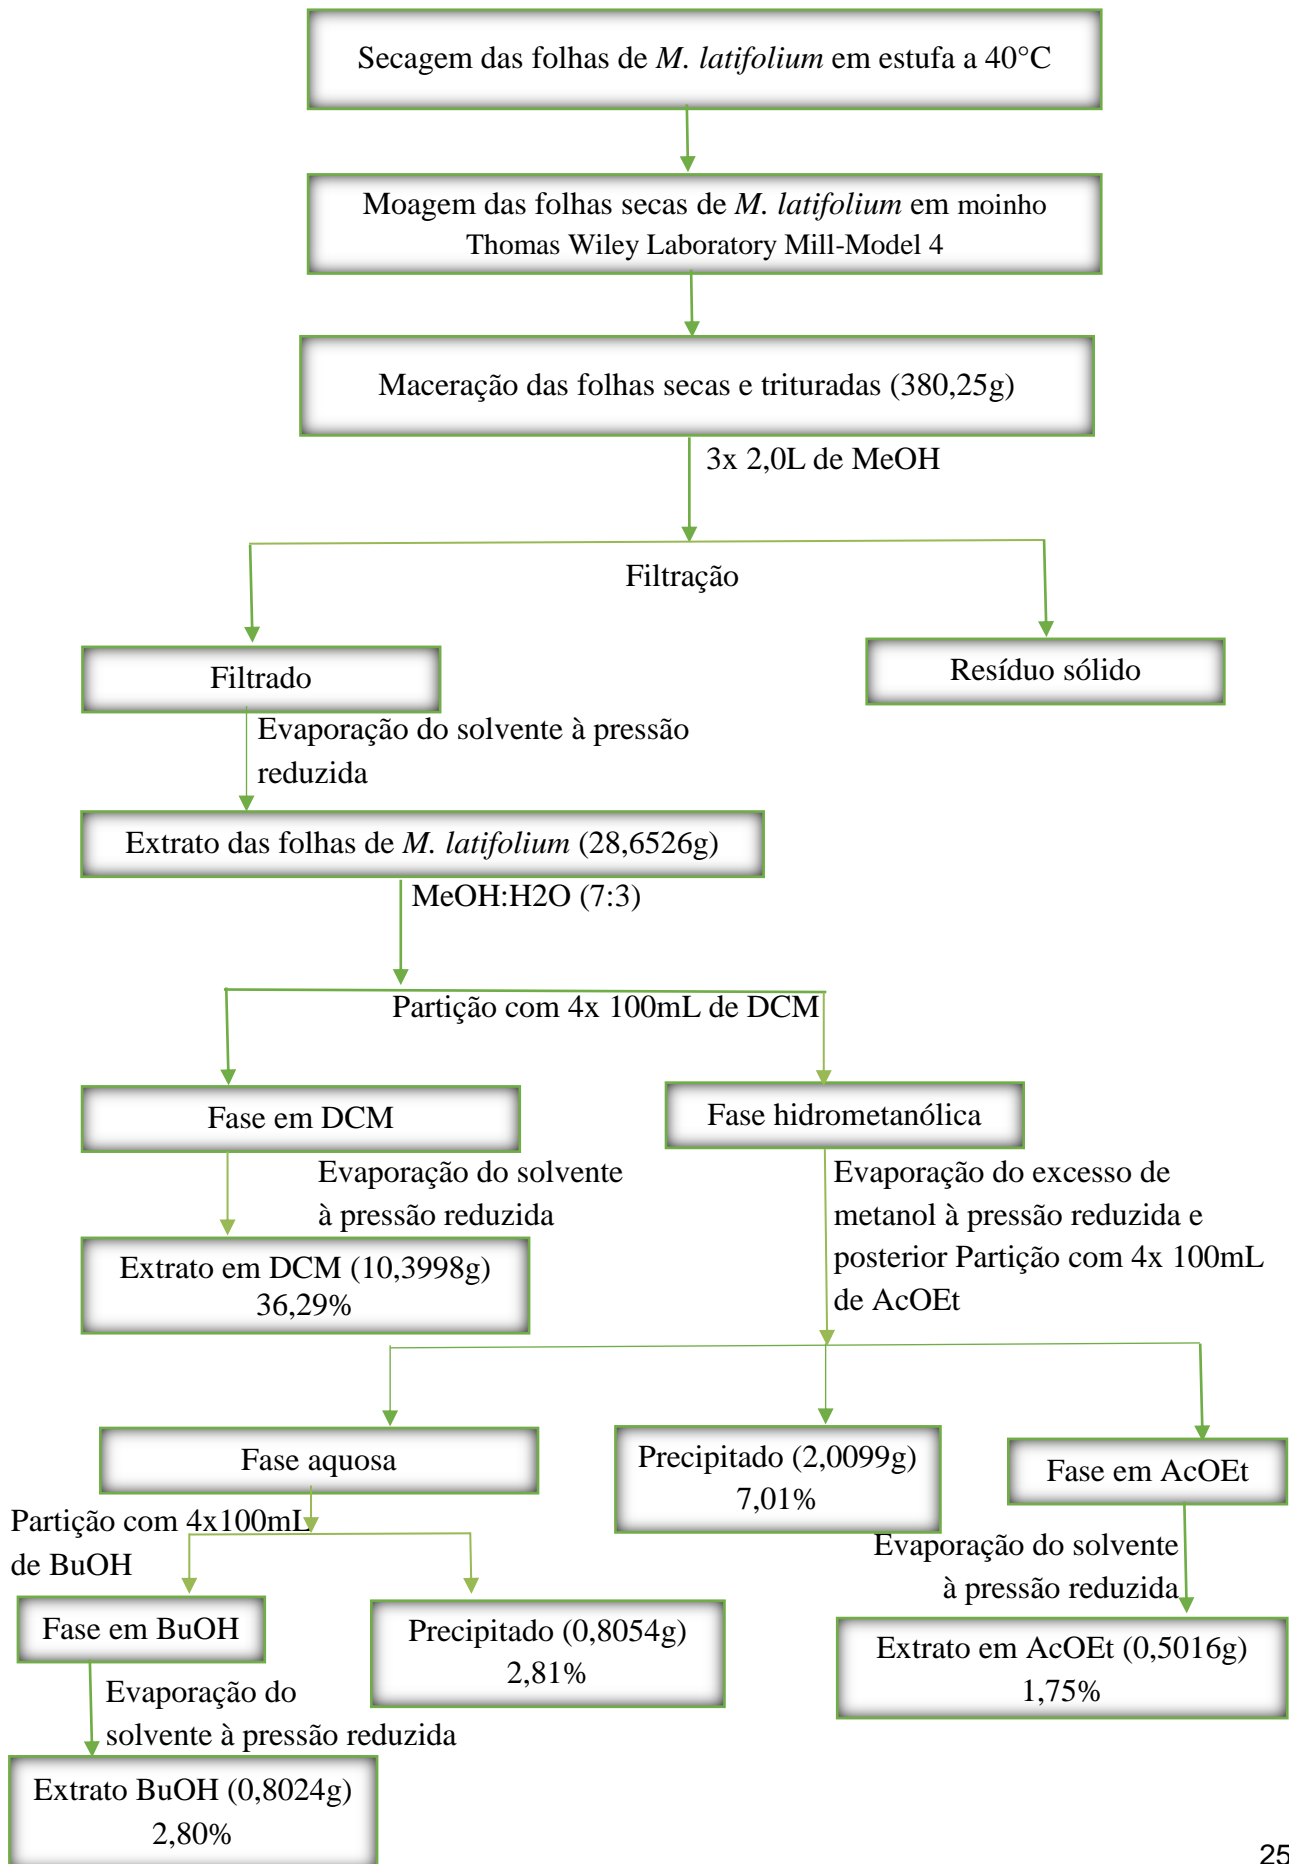 Secagem das folhas de M. latifolium em estufa a 40°C
Moagem das folhas secas de M. latifolium em moinho
Thomas Wiley Laboratory Mill-Model 4
Maceração das folhas secas e trituradas (380,25g)
3x 2,0L de MeOH
Filtração
Filtrado
Resíduo sólido
Evaporação do solvente à pressão
reduzida
Extrato das folhas de M. latifolium (28,6526g)
MeOH:H2O (7:3)
Partição com 4x 100mL de DCM
Fase em DCM
Fase hidrometanólica
Evaporação do solvente
à pressão reduzida
Evaporação do excesso de
metanol à pressão reduzida e
posterior Partição com 4x 100mL
de AcOEt
Extrato em DCM (10,3998g)
36,29%
Fase aquosa
Precipitado (2,0099g)
7,01%
Fase em AcOEt
Partição com 4x100mL
de BuOH
Evaporação do solvente
à pressão reduzida
Fase em BuOH
Precipitado (0,8054g)
2,81%
Extrato em AcOEt (0,5016g)
1,75%
Evaporação do
solvente à pressão reduzida
Extrato BuOH (0,8024g)
2,80%
25